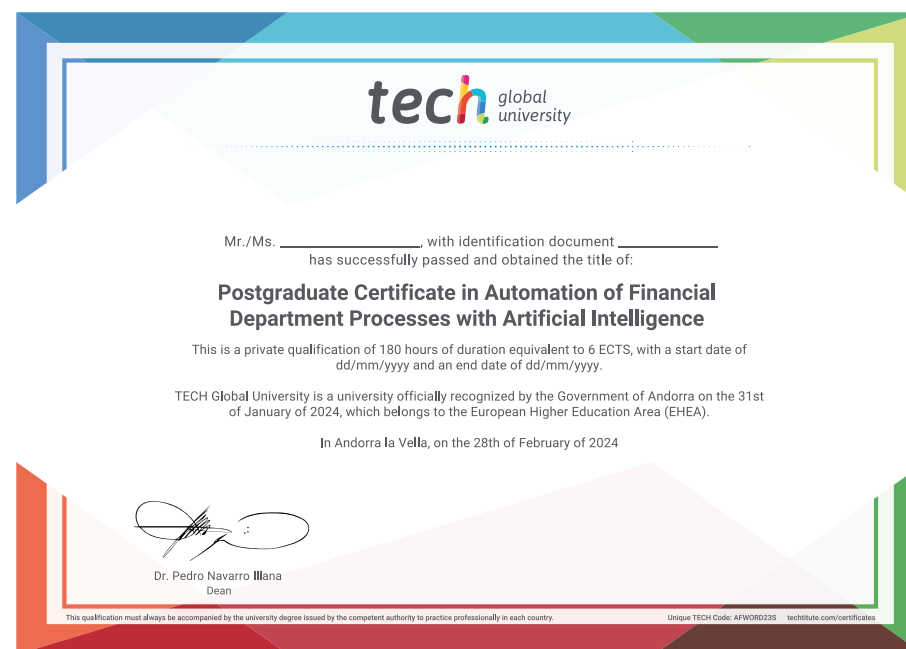 tech global
university
Mr./Ms. ____________________, with identification document ______________
has successfully passed and obtained the title of:
Postgraduate Certificate in Automation of Financial
Department Processes with Artificial Intelligence
This is a private qualification of 180 hours of duration equivalent to 6 ECTS, with a start date of
dd/mm/yyyy and an end date of dd/mm/yyyy.
TECH Global University is a university officially recognized by the Government of Andorra on the 31st
of January of 2024, which belongs to the European Higher Education Area (EHEA).
In Andorra la Vella, on the 28th of February of 2024
Dr. Pedro Navarro Illana
Dean
This qualification must always be accompanied by the university degree issued by the competent authority to practice professionally in each country.
Unique TECH Code: AFWORD23S techtitute.com/certificates